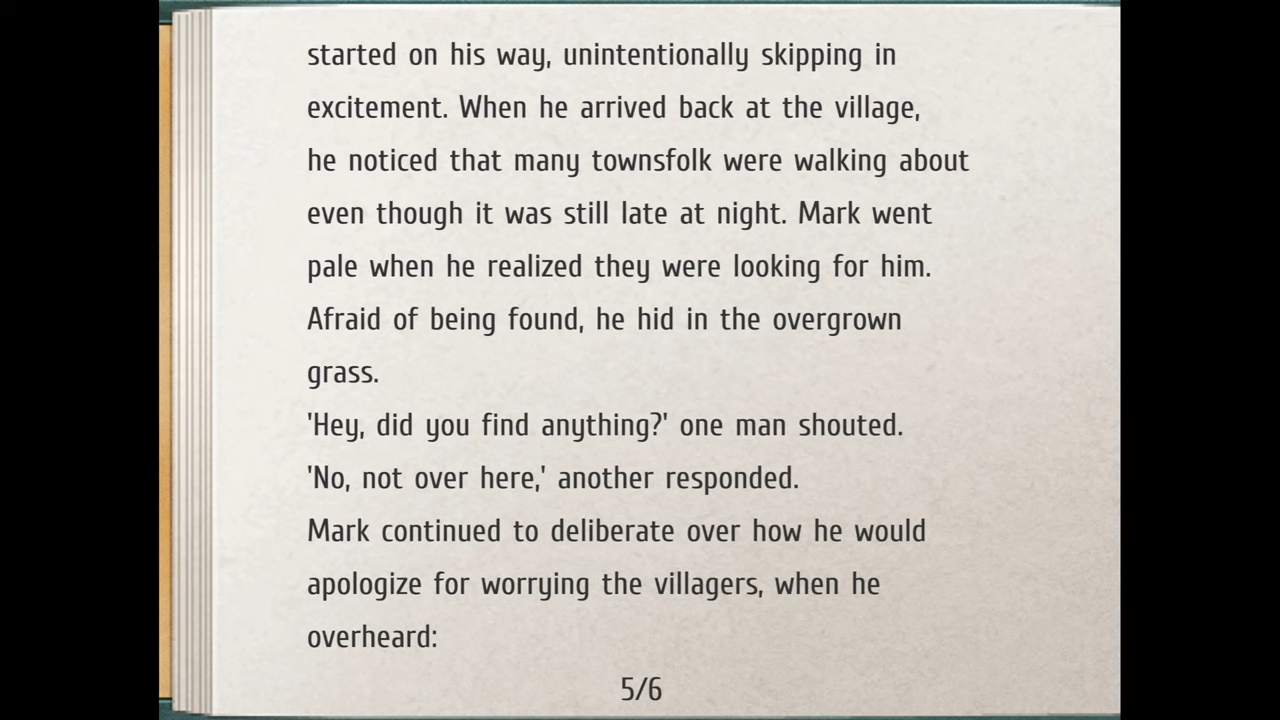 started on his way, unintentionally skipping in
excitement. When he arrived back at the village,
he noticed that many townsfolk were walking about
even though it was still late at night. Mark went
pale when he realized they were looking for him.
Afraid of being found, he hid in the overgrown
grass.
'Hey, did you find anything?' one man shouted.
'No, not over here,' another responded.
Mark continued to deliberate over how he would
apologize for worrying the villagers, when he
overheard:
5/6